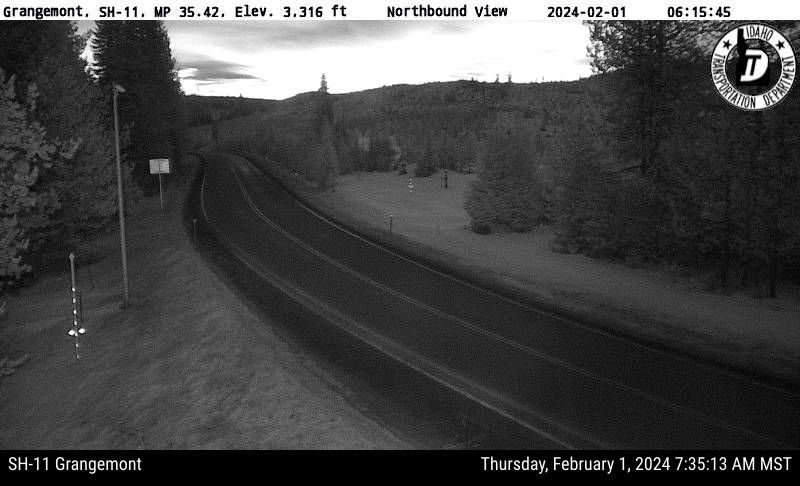 Grangemont, SH-11, MP 35.42, Elev. 3,316 ft Northbound View 2024-02-01 06:15:45
IDAHO
TRANSPORTATION DEPARTMENT
SH-11 Grangemont Thursday, February 1, 2024 7:35:13 AM MST